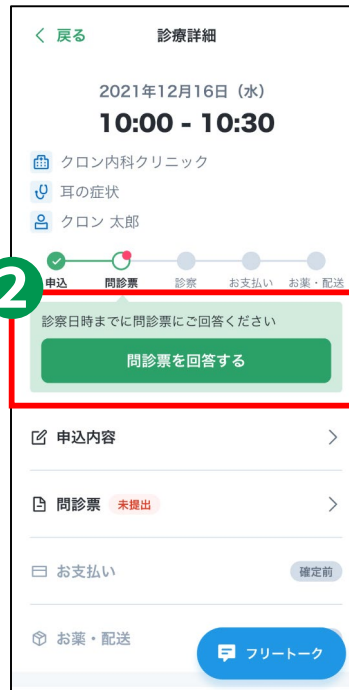 戻る 診療詳細
2021年12月16日（水）
10:00 - 10:30
クロン内科クリニック
耳の症状
クロン 太郎
申込 問診票 診察 お支払い お薬・配送
2
診察日時までに問診票にご回答ください
問診票を回答する
申込内容
問診票 未提出
お支払い 確定前
お薬・配送
フリートーク